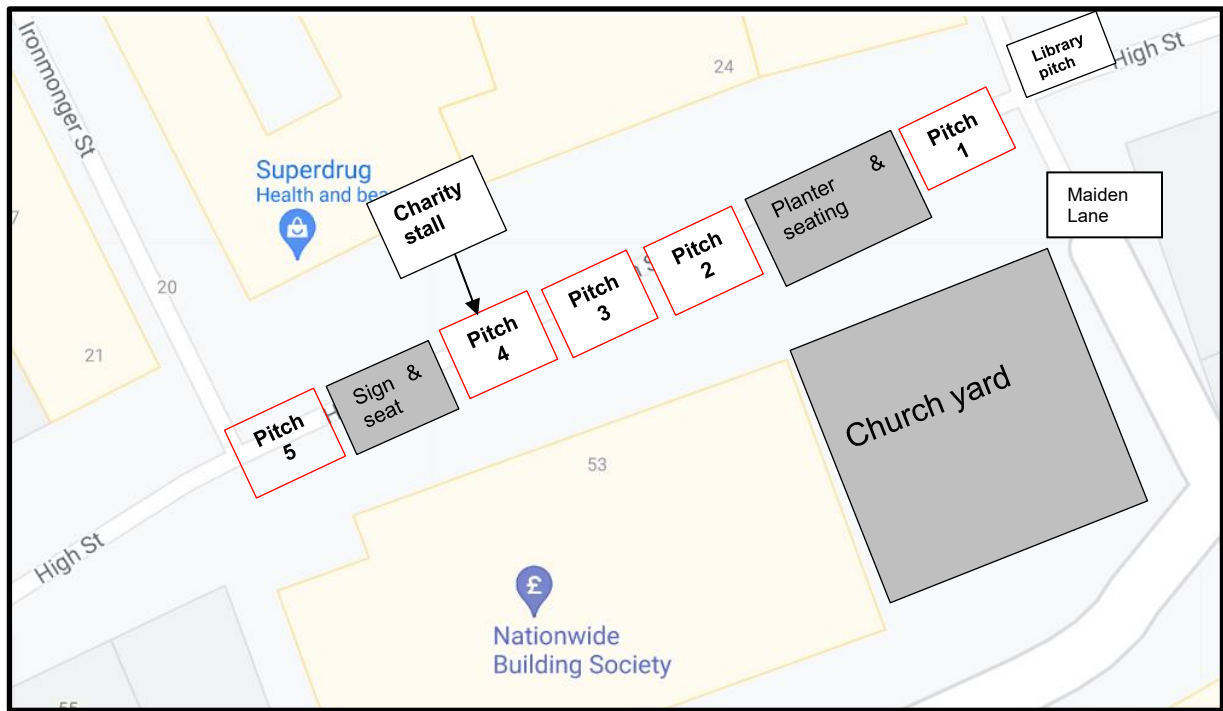 Ironmonger St
24
Library
pitch
High St
Pitch
1
Planter &
seating
Maiden
Lane
Superdrug
Health and bea
Charity
stall
Pitch
2
Pitch
3
Pitch
4
20
21
Sign &
seat
Pitch
5
Church yard
53
High St
Nationwide
Building Society